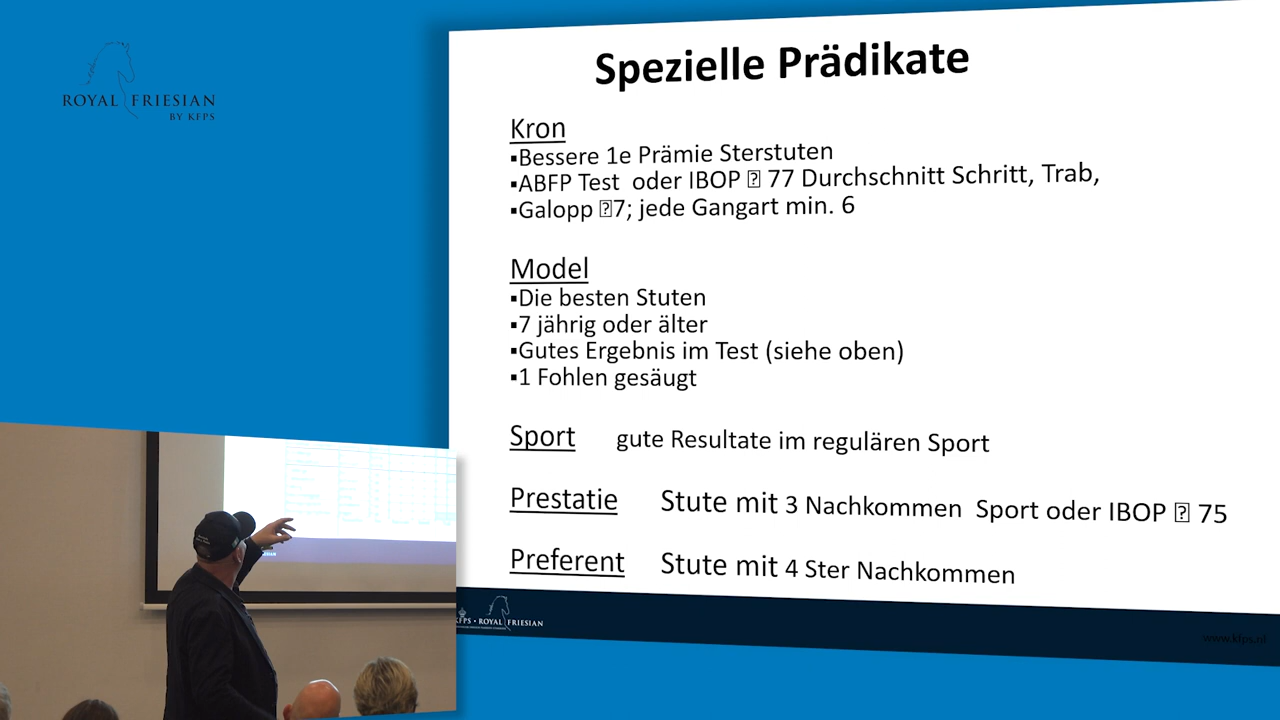 ROYAL FRIESIAN
BY KFPS
Spezielle Prädikate
Kron
▪Bessere 1e Prämie Sterstuten
▪ABFP Test oder IBOP 77 Durchschnitt Schritt, Trab,
▪Galopp 7; jede Gangart min. 6
Model
▪Die besten Stuten
▪7 jährig oder älter
▪Gutes Ergebnis im Test (siehe oben)
▪1 Fohlen gesäugt
Sport gute Resultate im regulären Sport
Prestatie Stute mit 3 Nachkommen Sport oder IBOP 75
Preferent Stute mit 4 Ster Nachkommen
KFPS • ROYAL FRIESIAN
www.kfps.nl